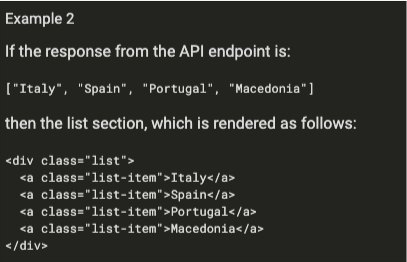 Example 2
If the response from the API endpoint is:
["Italy", "Spain", "Portugal", "Macedonia"]
then the list section, which is rendered as follows:
<div class="list">
  <a class="list-item">Italy</a>
  <a class="list-item">Spain</a>
  <a class="list-item">Portugal</a>
  <a class="list-item">Macedonia</a>
</div>